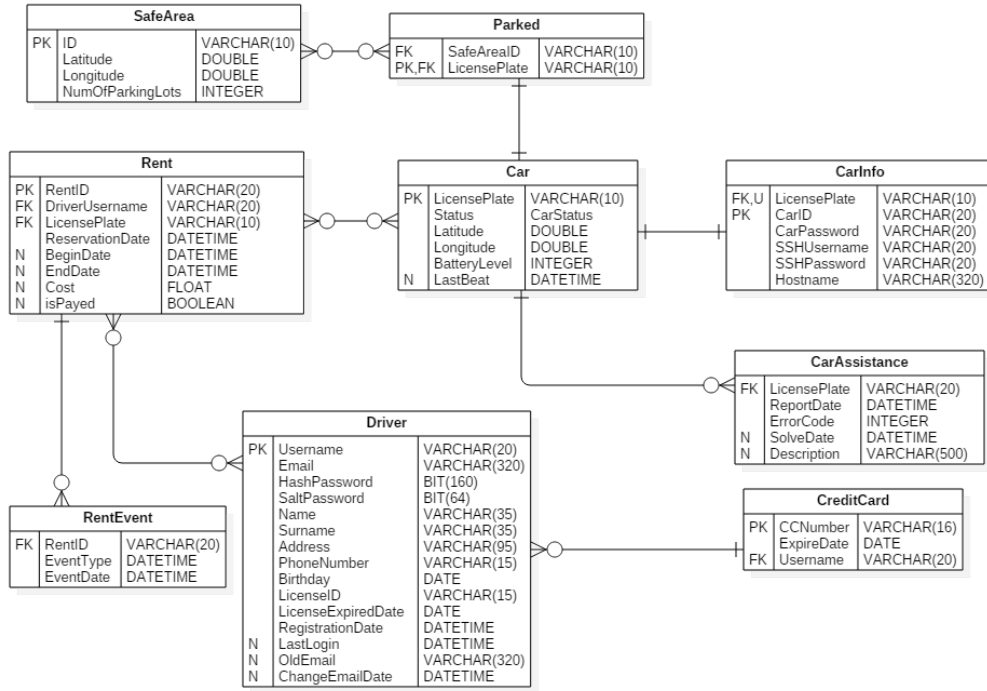 SafeArea
PK ID VARCHAR(10)
Latitude DOUBLE
Longitude DOUBLE
NumOfParkingLots INTEGER
Parked
FK SafeAreaID VARCHAR(10)
PK,FK LicensePlate VARCHAR(10)
Rent
PK RentID VARCHAR(20)
FK DriverUsername VARCHAR(20)
FK LicensePlate VARCHAR(10)
ReservationDate DATETIME
N BeginDate DATETIME
N EndDate DATETIME
N Cost FLOAT
N isPayed BOOLEAN
Car
PK LicensePlate VARCHAR(10)
Status CarStatus
Latitude DOUBLE
Longitude DOUBLE
BatteryLevel INTEGER
N LastBeat DATETIME
CarInfo
FK,U LicensePlate VARCHAR(10)
PK CarID VARCHAR(20)
CarPassword VARCHAR(20)
SSHUsername VARCHAR(20)
SSHPassword VARCHAR(20)
Hostname VARCHAR(320)
CarAssistance
FK LicensePlate VARCHAR(20)
ReportDate DATETIME
ErrorCode INTEGER
N SolveDate DATETIME
N Description VARCHAR(500)
Driver
PK Username VARCHAR(20)
Email VARCHAR(320)
HashPassword BIT(160)
SaltPassword BIT(64)
Name VARCHAR(35)
Surname VARCHAR(35)
Address VARCHAR(95)
PhoneNumber VARCHAR(15)
Birthday DATE
LicenseID VARCHAR(15)
LicenseExpiredDate DATE
RegistrationDate DATETIME
N LastLogin DATETIME
N OldEmail VARCHAR(320)
N ChangeEmailDate DATETIME
RentEvent
FK RentID VARCHAR(20)
EventType DATETIME
EventDate DATETIME
CreditCard
PK CCNumber VARCHAR(16)
ExpireDate DATE
FK Username VARCHAR(20)